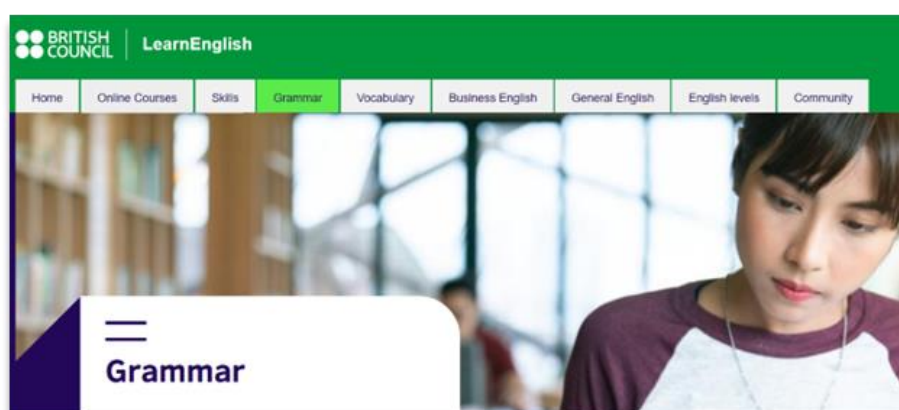 BRITISH
COUNCIL
LearnEnglish
Home Online Courses Skills Grammar Vocabulary Business English General English English levels Community
Grammar